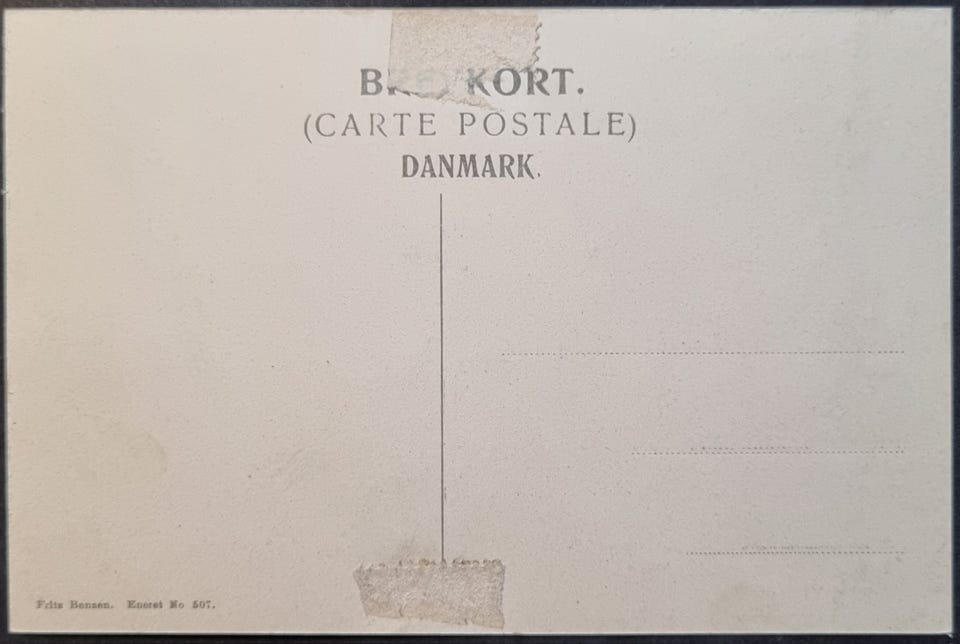 KORT.
(CARTE POSTALE)
DANMARK.
Fritz Benzen. Eneret No 507.